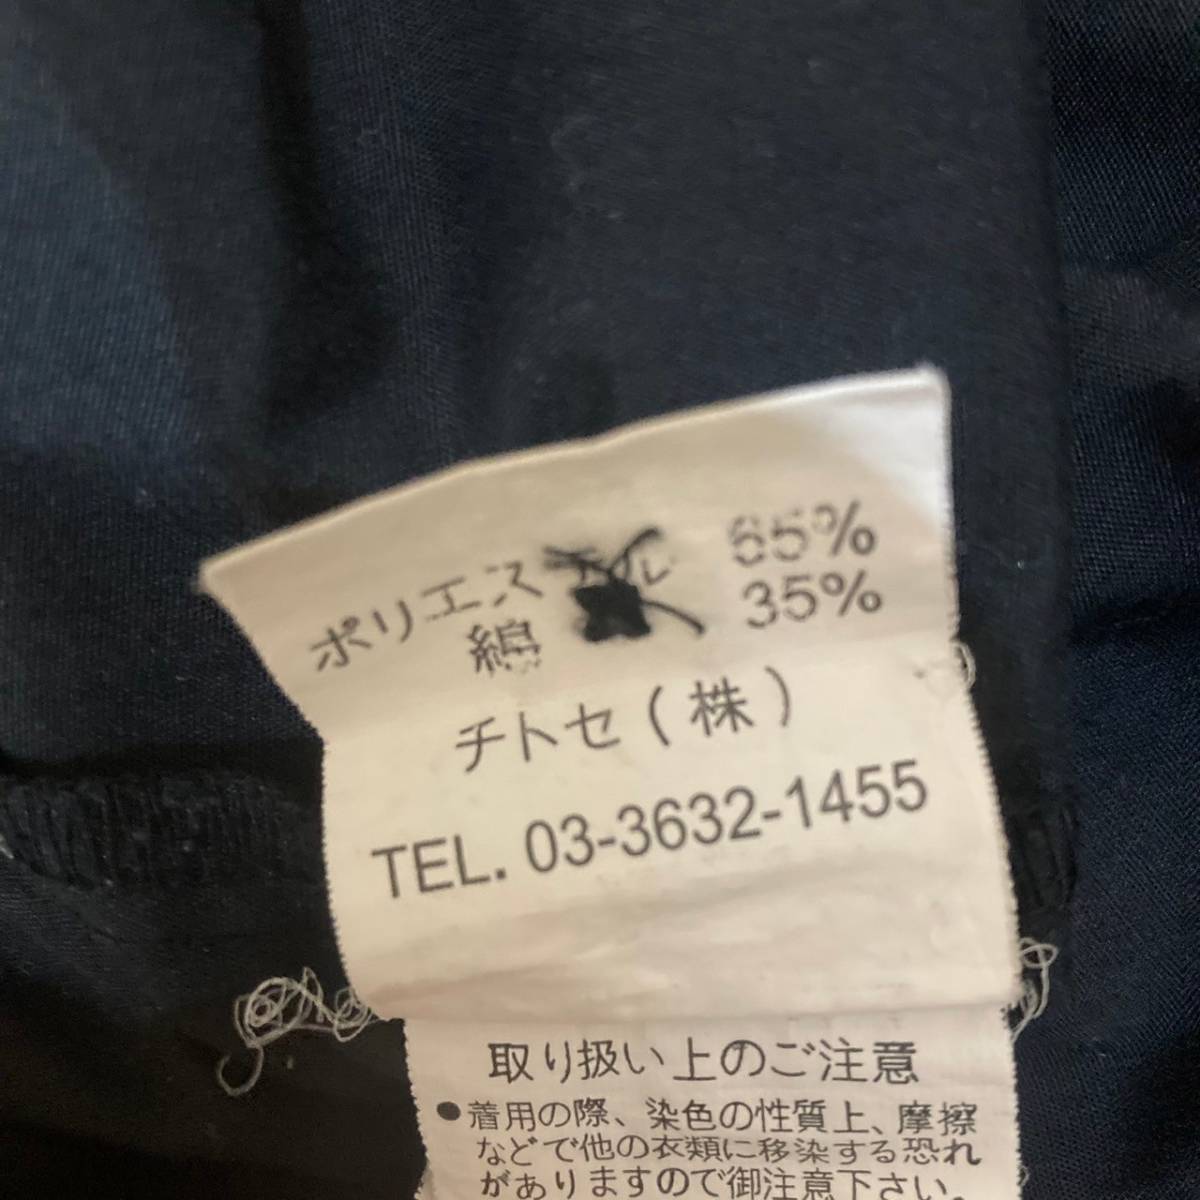 ポリエステル 65%
綿 35%
チトセ(株)
TEL. 03-3632-1455
取り扱い上のご注意
●着用の際、染色の性質上、摩擦
などで他の衣類に移染する恐れ
がありますので御注意下さい。